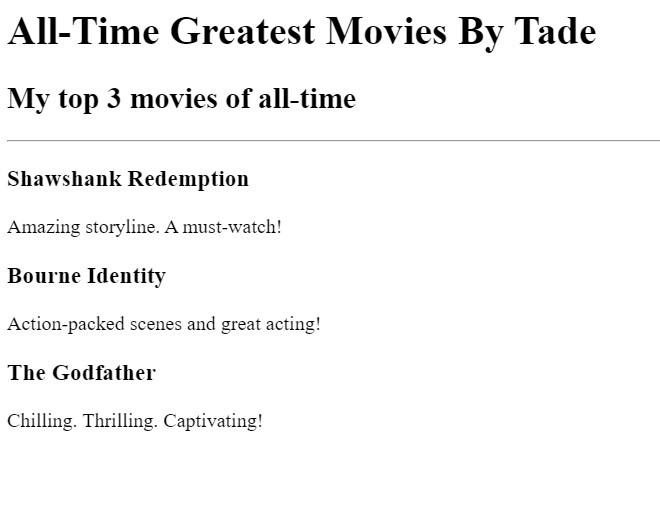 All-Time Greatest Movies By Tade
My top 3 movies of all-time
Shawshank Redemption
Amazing storyline. A must-watch!
Bourne Identity
Action-packed scenes and great acting!
The Godfather
Chilling. Thrilling. Captivating!